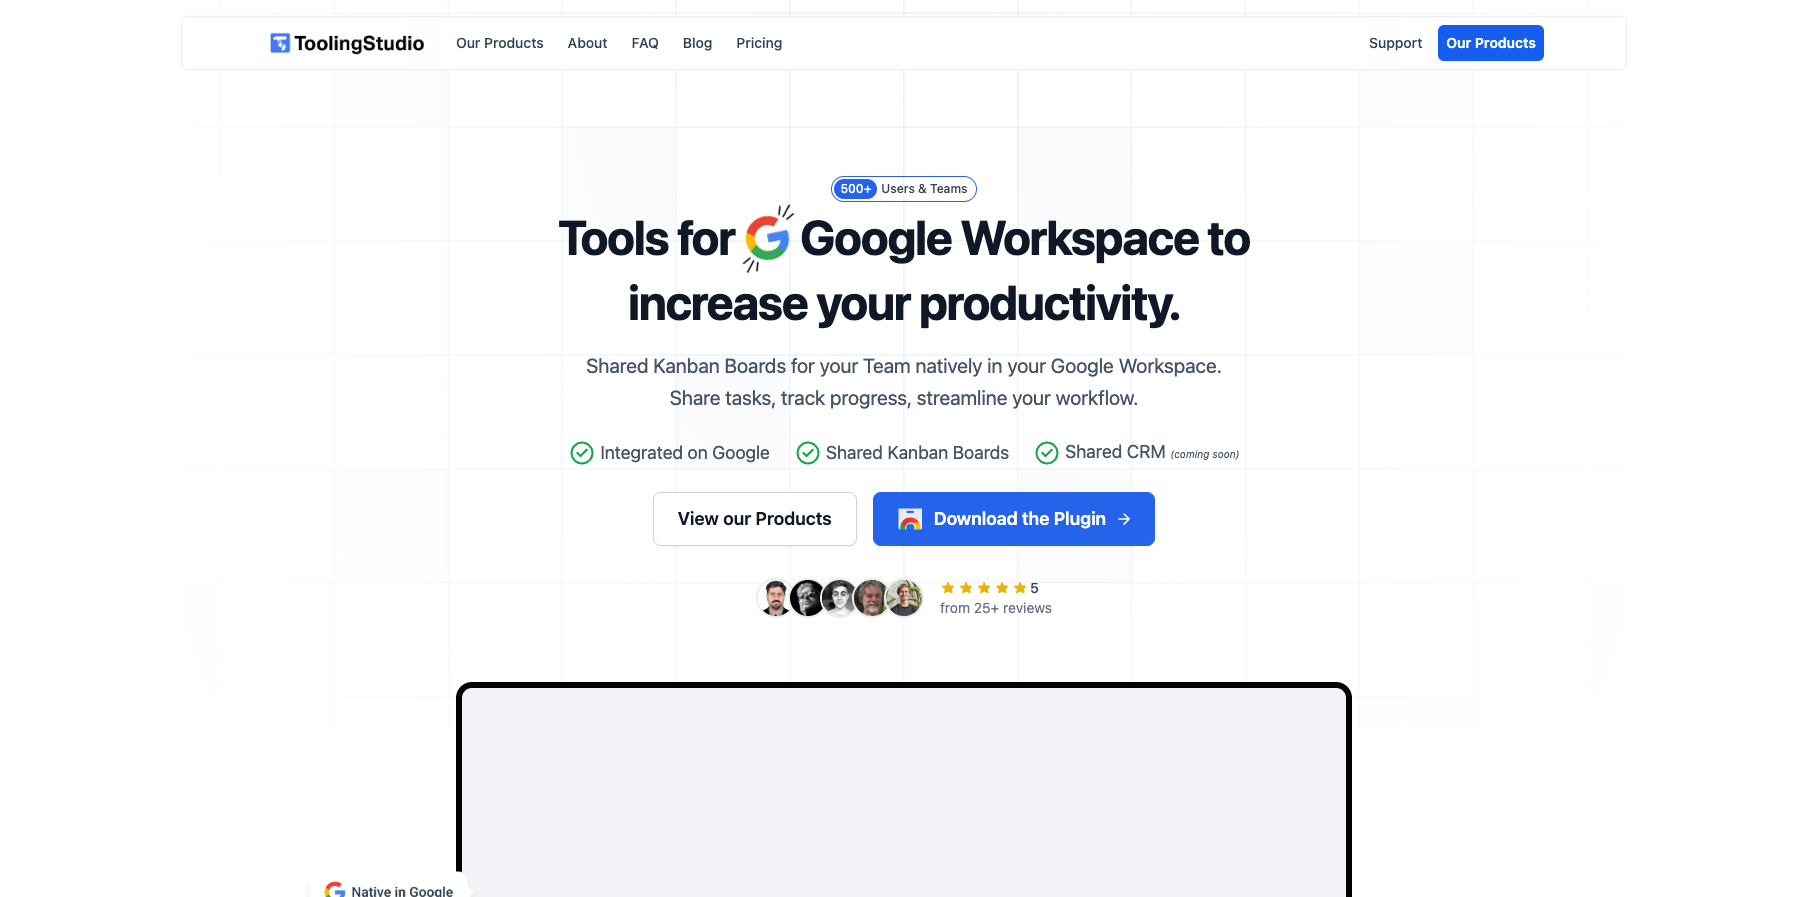 ToolingStudio
Our Products
About
FAQ
Blog
Pricing
Support
Our Products
500+ Users & Teams
Tools for Google Workspace to
increase your productivity.
Shared Kanban Boards for your Team natively in your Google Workspace.
Share tasks, track progress, streamline your workflow.
Integrated on Google
Shared Kanban Boards
Shared CRM (coming soon)
View our Products
Download the Plugin →
5
from 25+ reviews
Native in Google